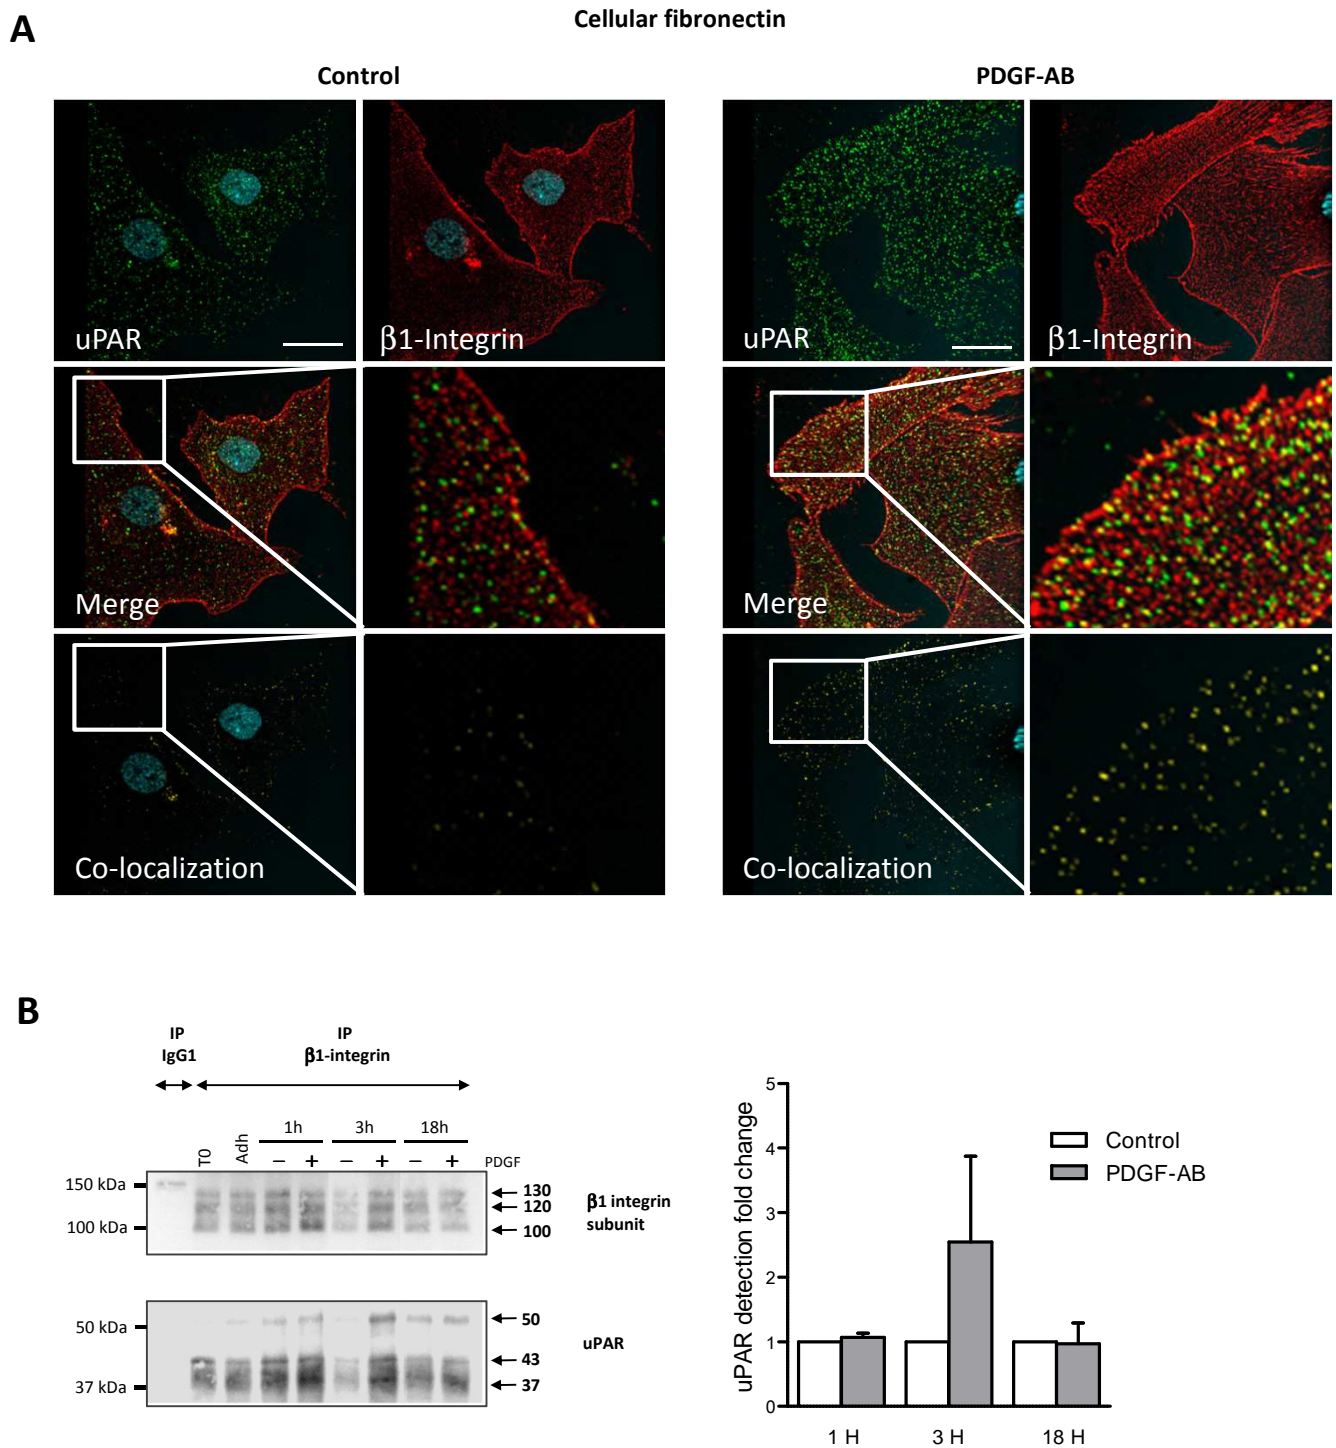 Cellular fibronectin
A
Control
PDGF-AB
uPAR
β1-Integrin
uPAR
β1-Integrin
Merge
Merge
Co-localization
Co-localization
B
IP
IgG1
IP
β1-integrin
T0
Adh
1h
3h
18h
– + – + – + PDGF
150 kDa
100 kDa
130
120
100
β1 integrin
subunit
50 kDa
37 kDa
50
43
37
uPAR
uPAR detection fold change
5
4
3
2
1
0
1 H
3 H
18 H
Control
PDGF-AB